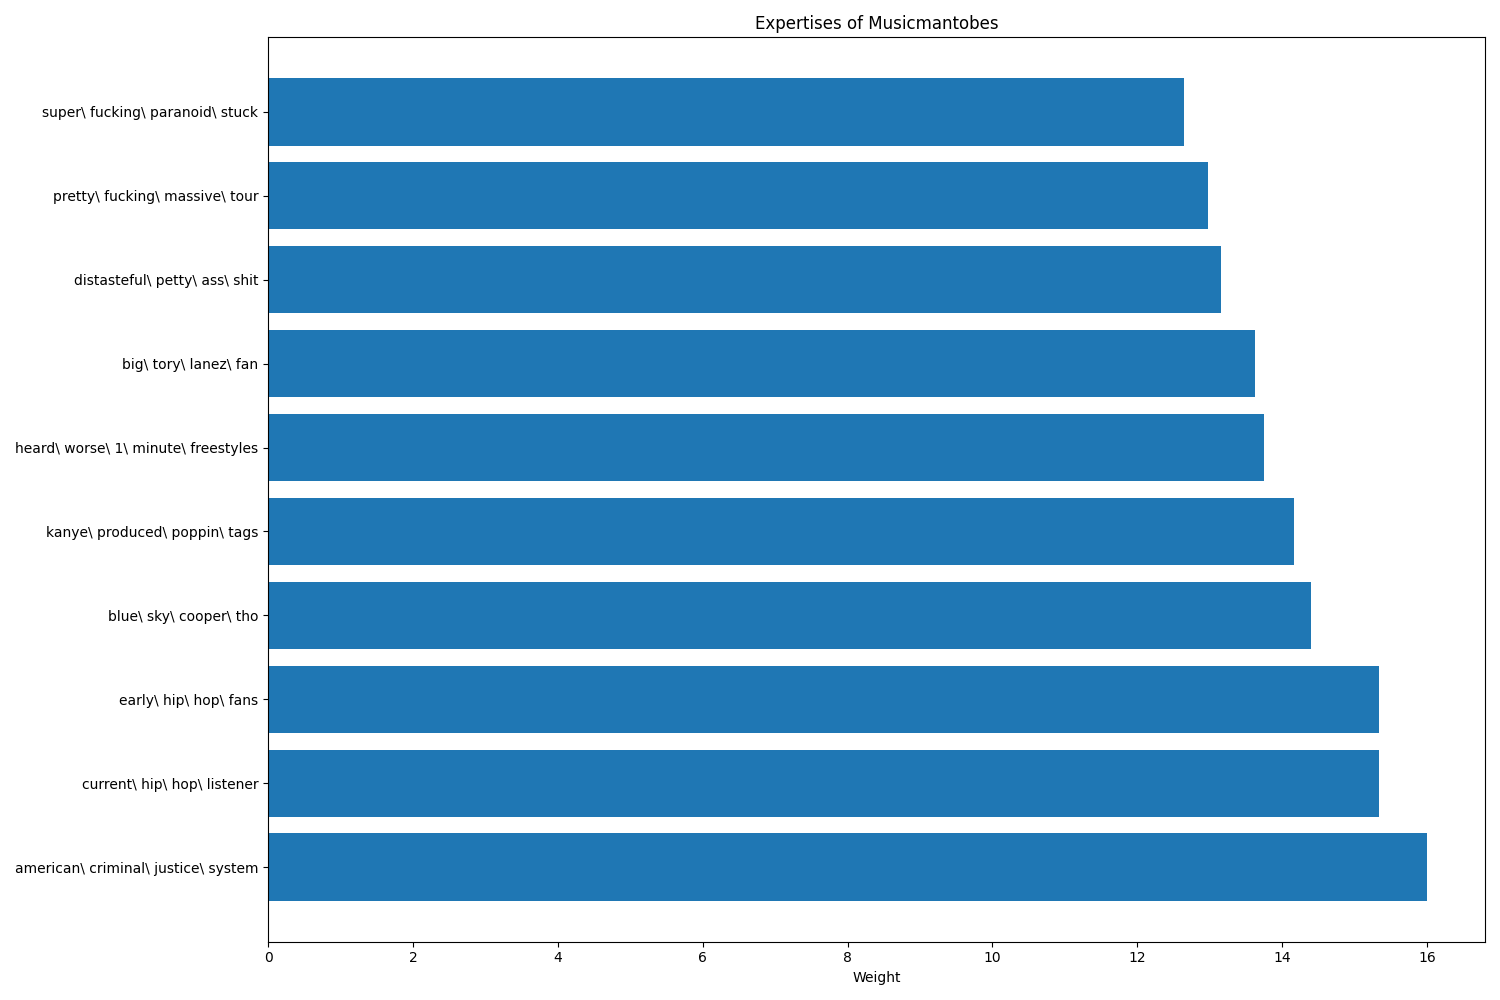 Expertises of Musicmantobes
super\ fucking\ paranoid\ stuck
pretty\ fucking\ massive\ tour
distasteful\ petty\ ass\ shit
big\ tory\ lanez\ fan
heard\ worse\ 1\ minute\ freestyles
kanye\ produced\ poppin\ tags
blue\ sky\ cooper\ tho
early\ hip\ hop\ fans
current\ hip\ hop\ listener
american\ criminal\ justice\ system
0 2 4 6 8 10 12 14 16
Weight